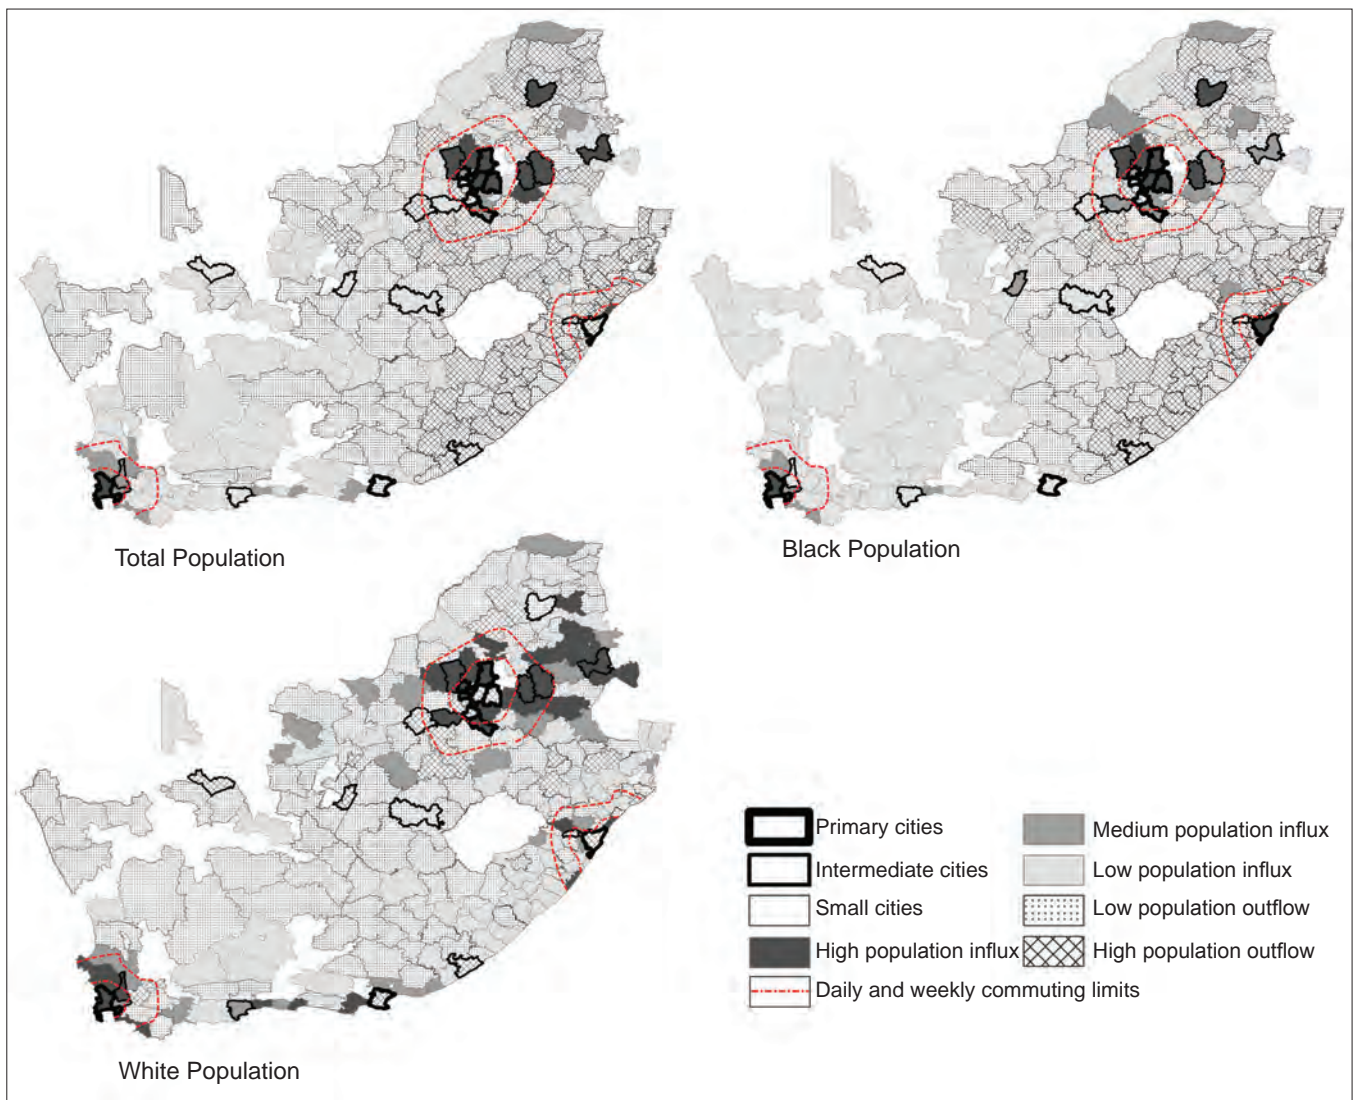 Total Population
Black Population
White Population
Primary cities
Medium population influx
Intermediate cities
Low population influx
Small cities
Low population outflow
High population influx
High population outflow
Daily and weekly commuting limits